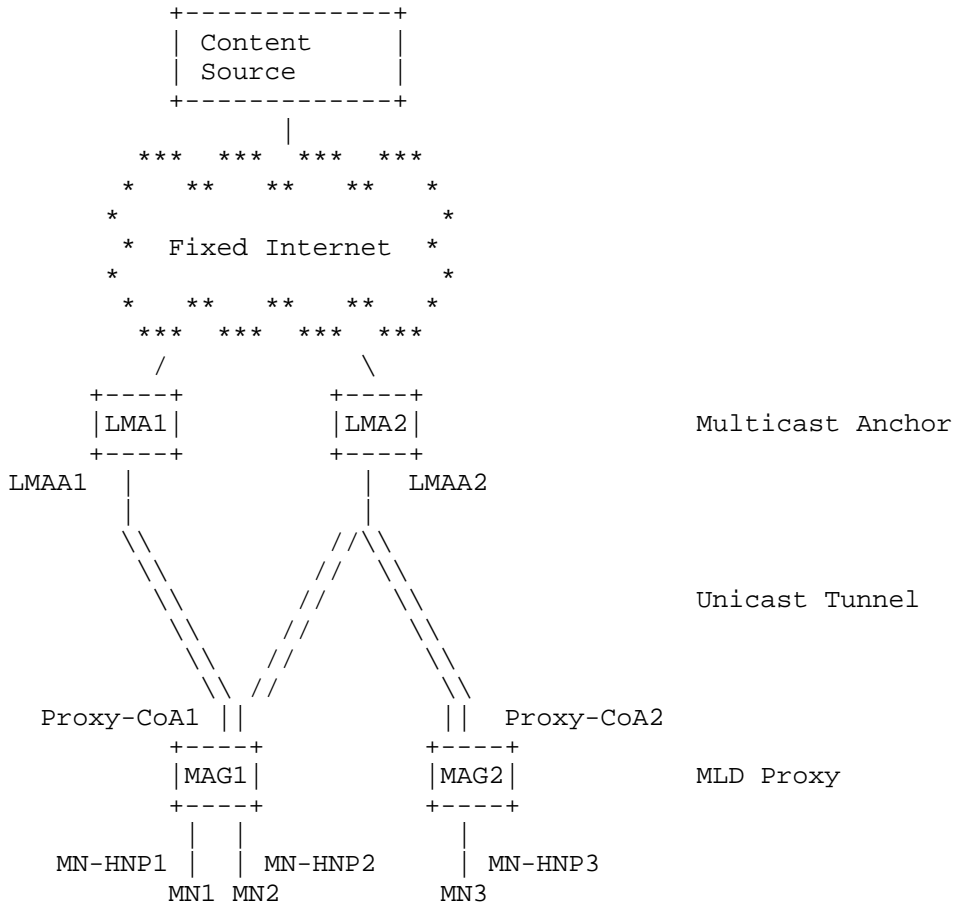 Content
Source
Fixed Internet
LMA1 LMA2 Multicast Anchor
LMAA1 LMAA2
Unicast Tunnel
Proxy-CoA1 Proxy-CoA2
MAG1 MAG2 MLD Proxy
MN-HNP1 MN-HNP2 MN-HNP3
MN1 MN2 MN3